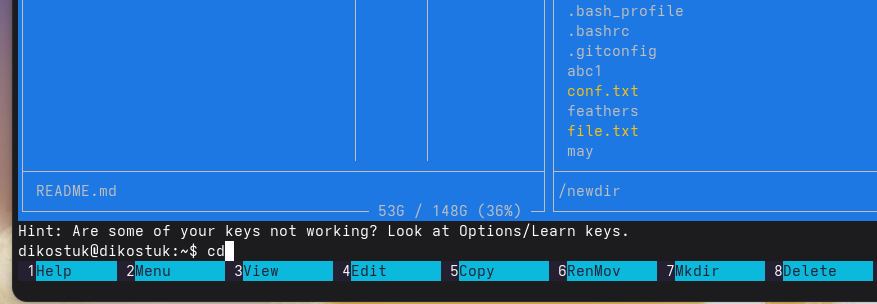 .bash_profile
.bashrc
.gitconfig
abc1
conf.txt
feathers
file.txt
may
README.md
53G / 148G (36%)
/newdir
Hint: Are some of your keys not working? Look at Options/Learn keys.
dikostuk@dikostuk:~$ cd
1Help 2Menu 3View 4Edit 5Copy 6RenMov 7Mkdir 8Delete